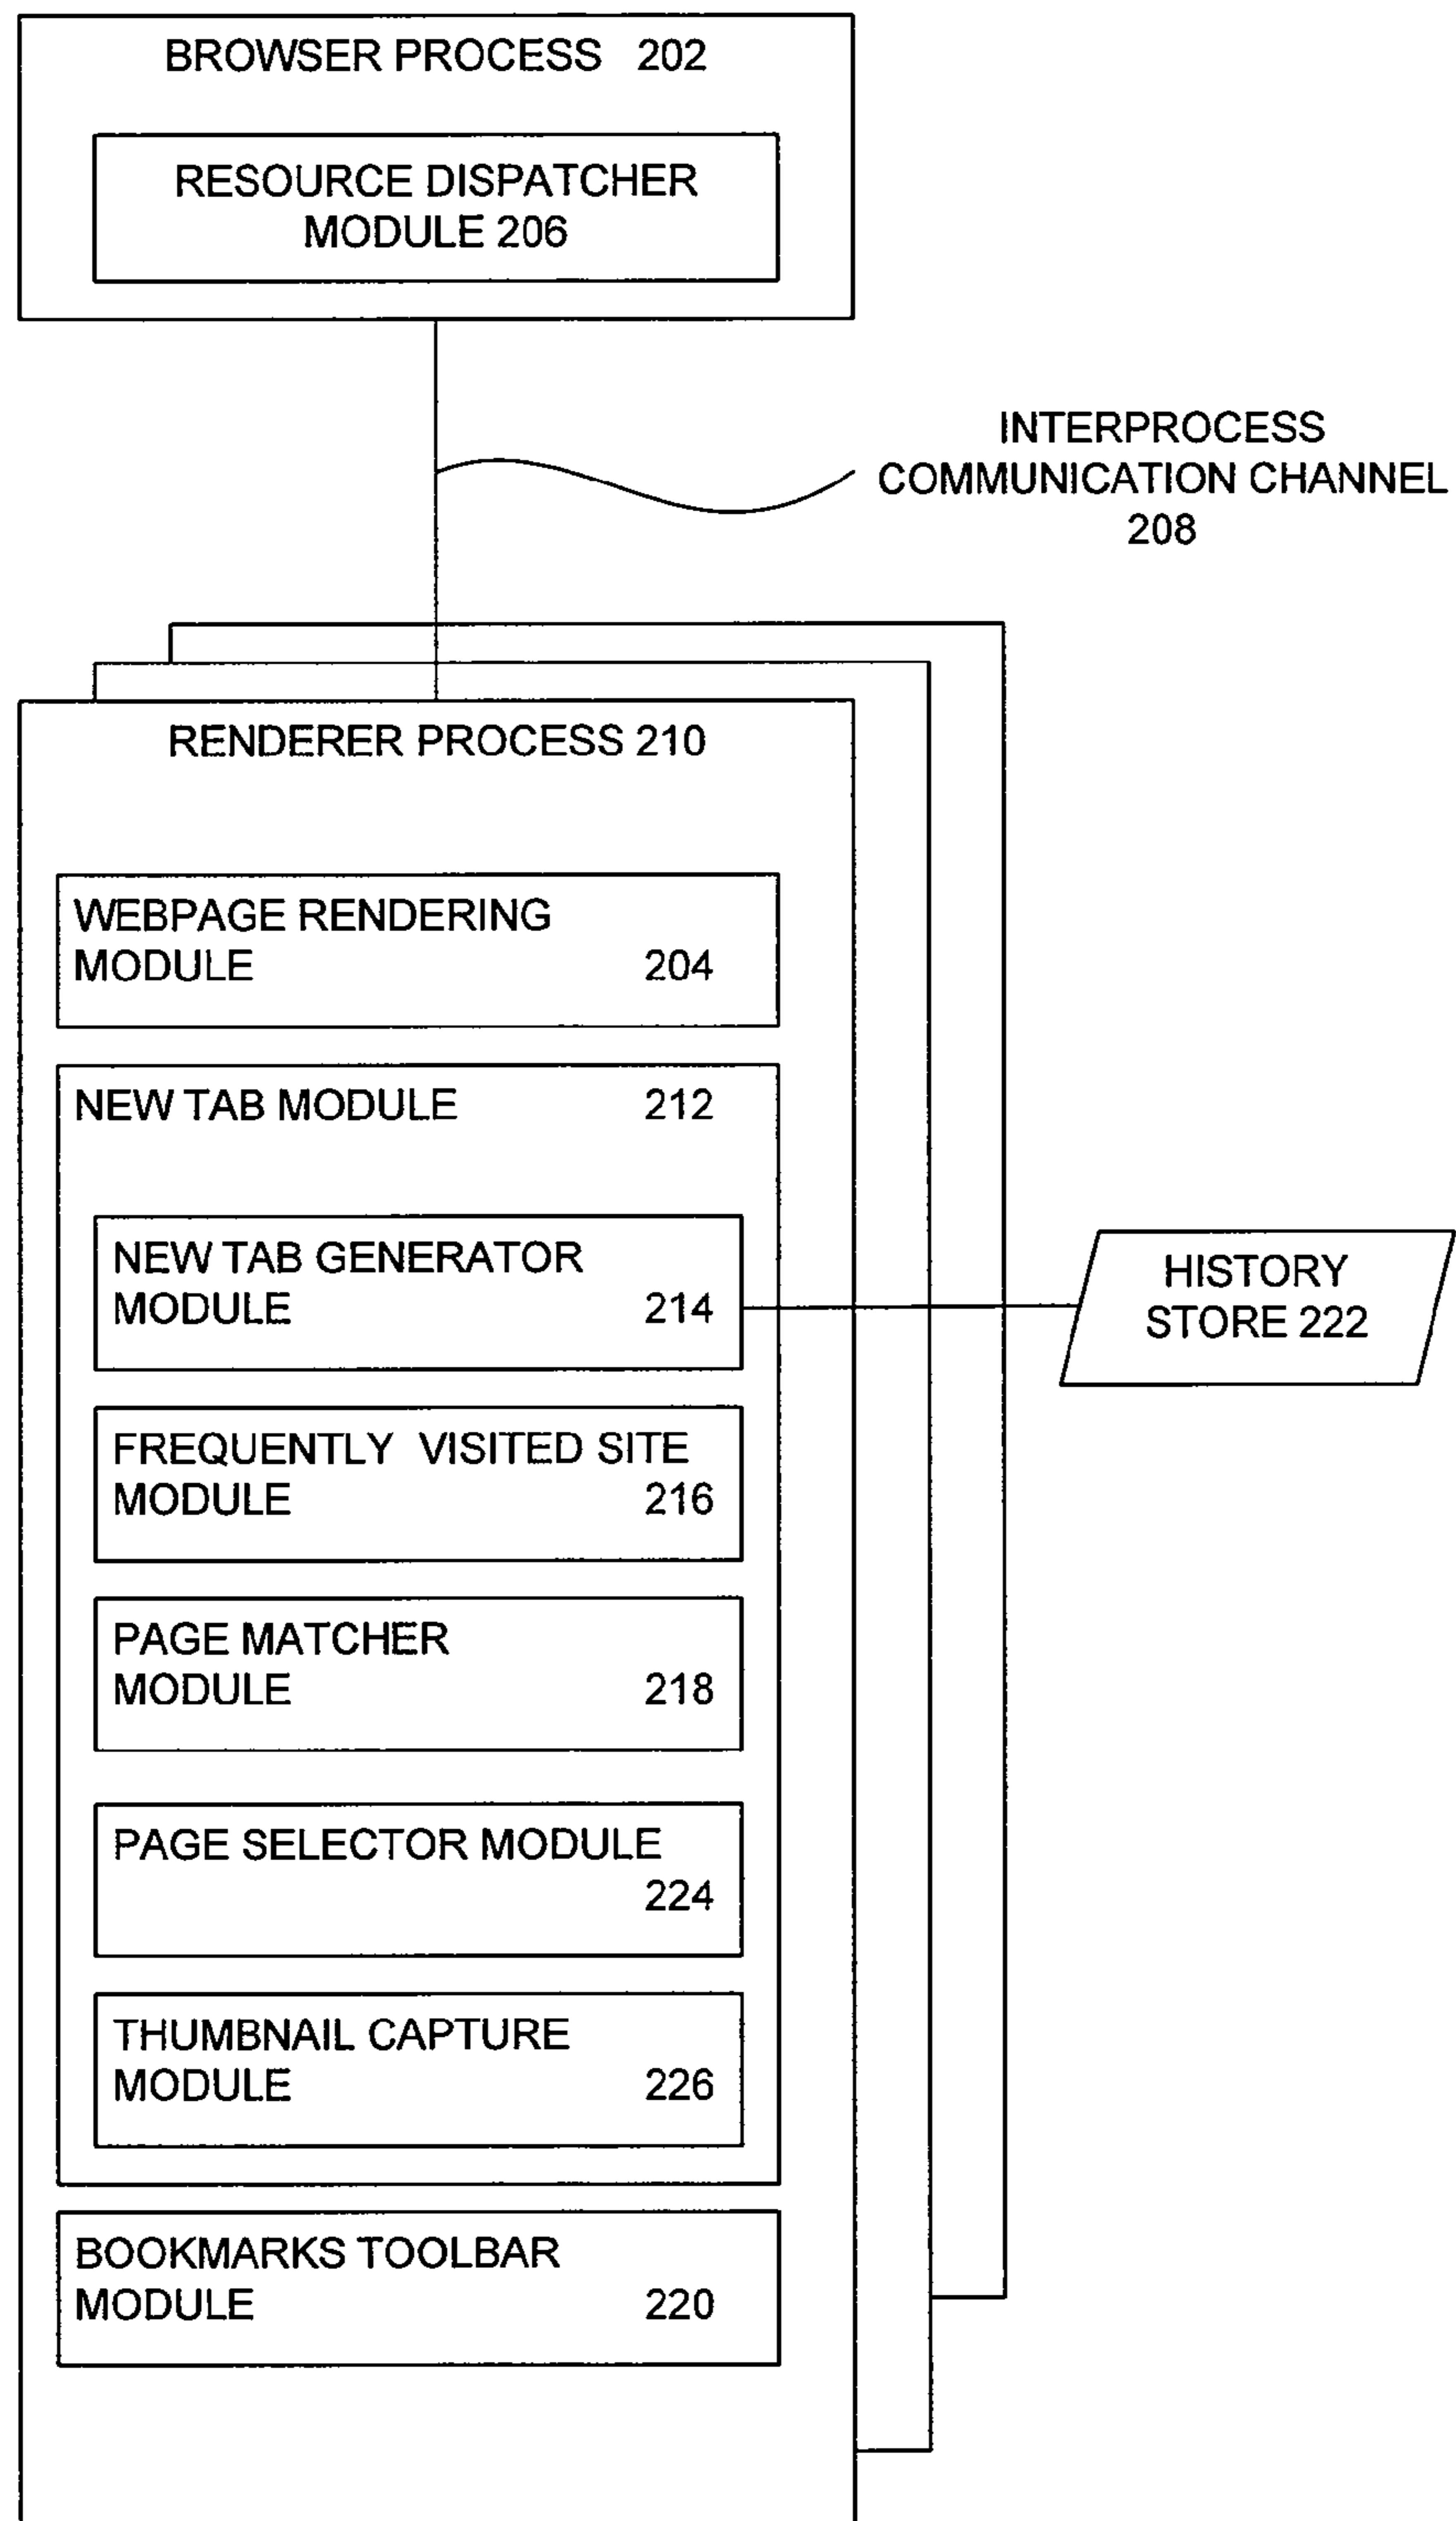 BROWSER PROCESS 202
RESOURCE DISPATCHER
MODULE 206
INTERPROCESS
COMMUNICATION CHANNEL
208
RENDERER PROCESS 210
WEBPAGE RENDERING
MODULE 204
NEW TAB MODULE 212
NEW TAB GENERATOR
MODULE 214
HISTORY
STORE 222
FREQUENTLY VISITED SITE
MODULE 216
PAGE MATCHER
MODULE 218
PAGE SELECTOR MODULE
224
THUMBNAIL CAPTURE
MODULE 226
BOOKMARKS TOOLBAR
MODULE 220